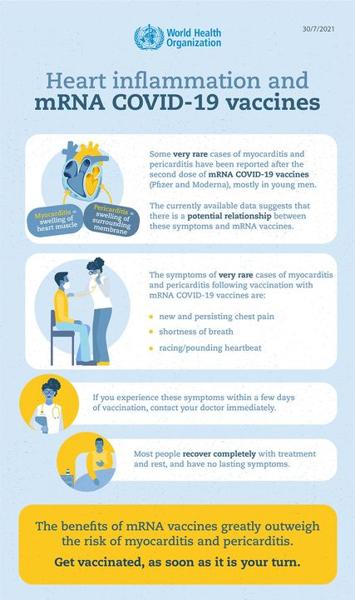 World Health
Organization
30/7/2021
Heart inflammation and
mRNA COVID-19 vaccines
Some very rare cases of myocarditis and
pericarditis have been reported after the
second dose of mRNA COVID-19 vaccines
(Pfizer and Moderna), mostly in young men.
The currently available data suggests that
there is a potential relationship between
these symptoms and mRNA vaccines.
Myocarditis =
swelling of
heart muscle
Pericarditis =
swelling of
surrounding
membrane
The symptoms of very rare cases of myocarditis
and pericarditis following vaccination with
mRNA COVID-19 vaccines are:
new and persisting chest pain
shortness of breath
racing/pounding heartbeat
If you experience these symptoms within a few days
of vaccination, contact your doctor immediately.
Most people recover completely with treatment
and rest, and have no lasting symptoms.
The benefits of mRNA vaccines greatly outweigh
the risk of myocarditis and pericarditis.
Get vaccinated, as soon as it is your turn.